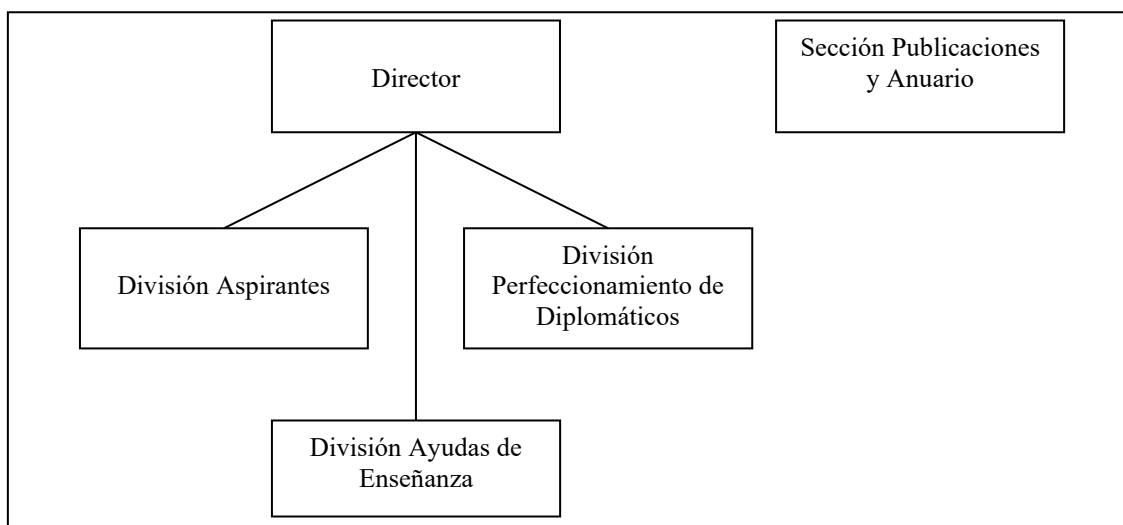 Director
Sección Publicaciones
y Anuario
División Aspirantes
División
Perfeccionamiento de
Diplomáticos
División Ayudas de
Enseñanza